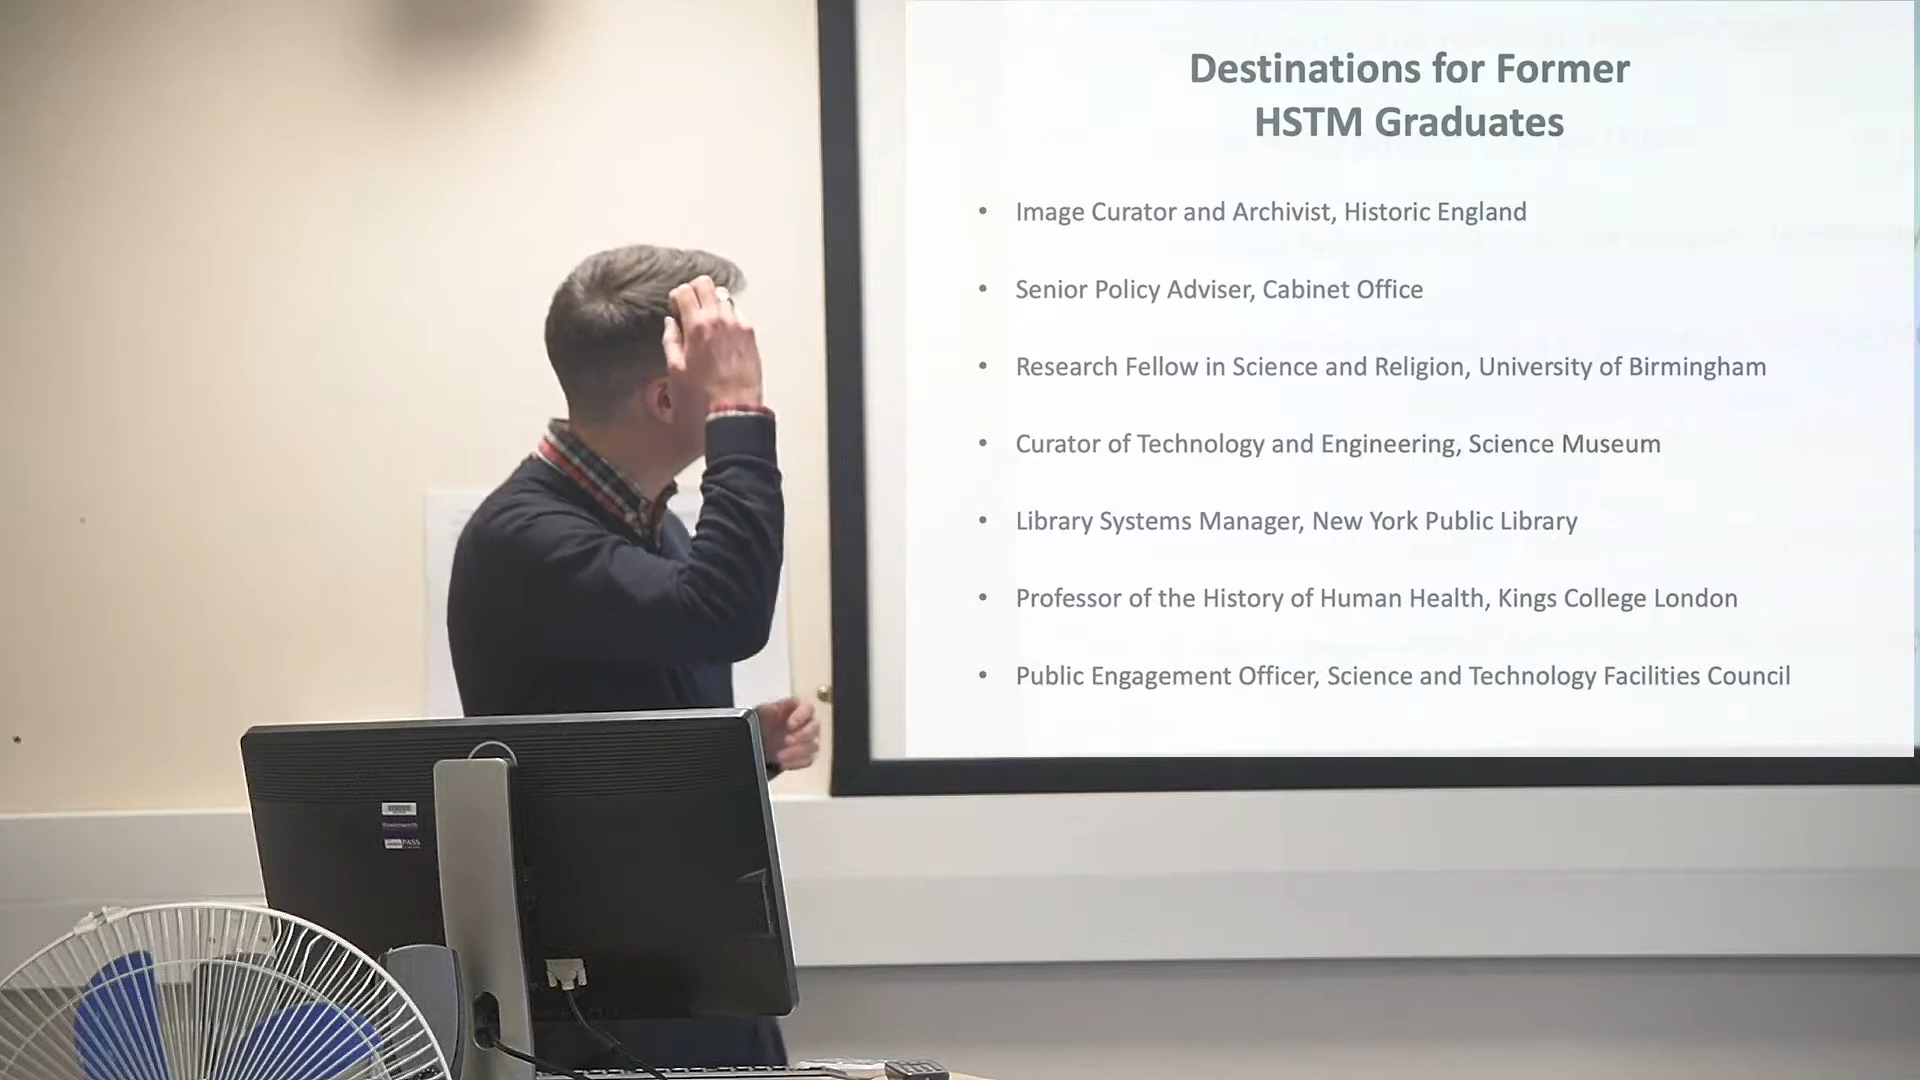 Destinations for Former
HSTM Graduates
• Image Curator and Archivist, Historic England
• Senior Policy Adviser, Cabinet Office
• Research Fellow in Science and Religion, University of Birmingham
• Curator of Technology and Engineering, Science Museum
• Library Systems Manager, New York Public Library
• Professor of the History of Human Health, Kings College London
• Public Engagement Officer, Science and Technology Facilities Council
PASS